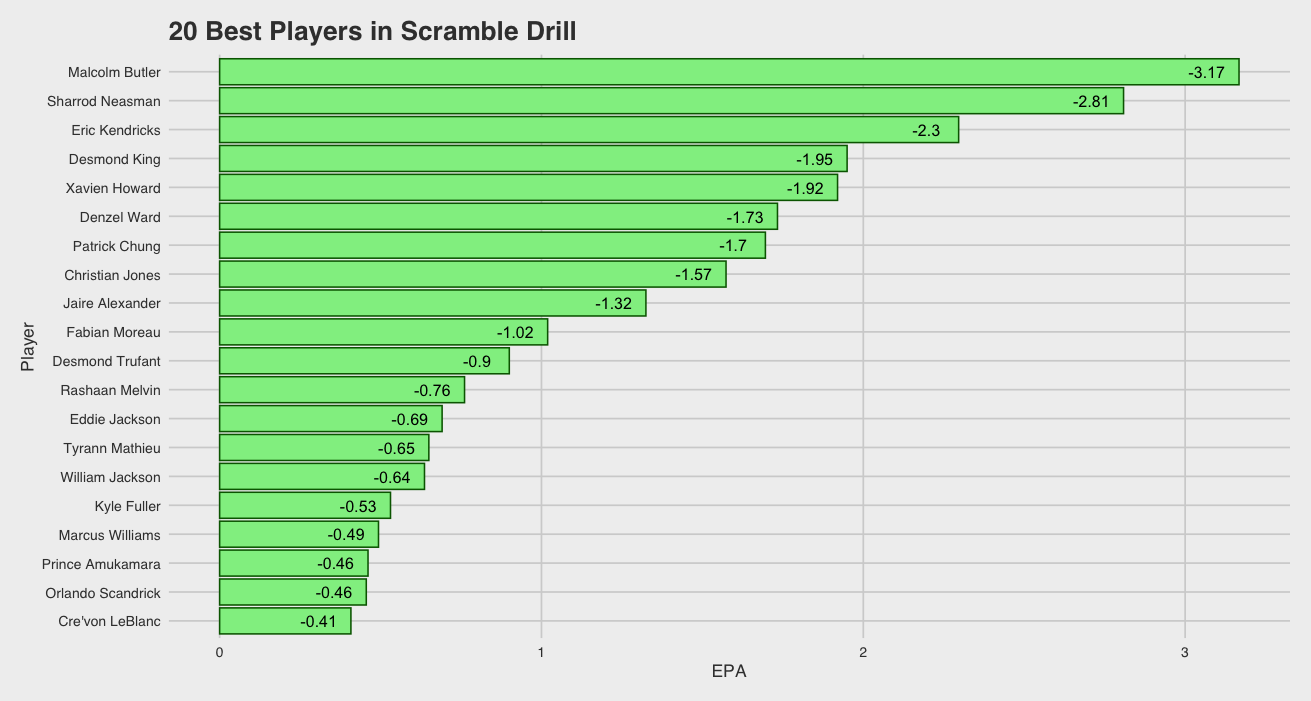 20 Best Players in Scramble Drill
Malcolm Butler -3.17
Sharrod Neasman -2.81
Eric Kendricks -2.3
Desmond King -1.95
Xavien Howard -1.92
Denzel Ward -1.73
Patrick Chung -1.7
Christian Jones -1.57
Jaire Alexander -1.32
Fabian Moreau -1.02
Desmond Trufant -0.9
Rashaan Melvin -0.76
Eddie Jackson -0.69
Tyrann Mathieu -0.65
William Jackson -0.64
Kyle Fuller -0.53
Marcus Williams -0.49
Prince Amukamara -0.46
Orlando Scandrick -0.46
Cre'von LeBlanc -0.41
Player
0 1 2 3
EPA